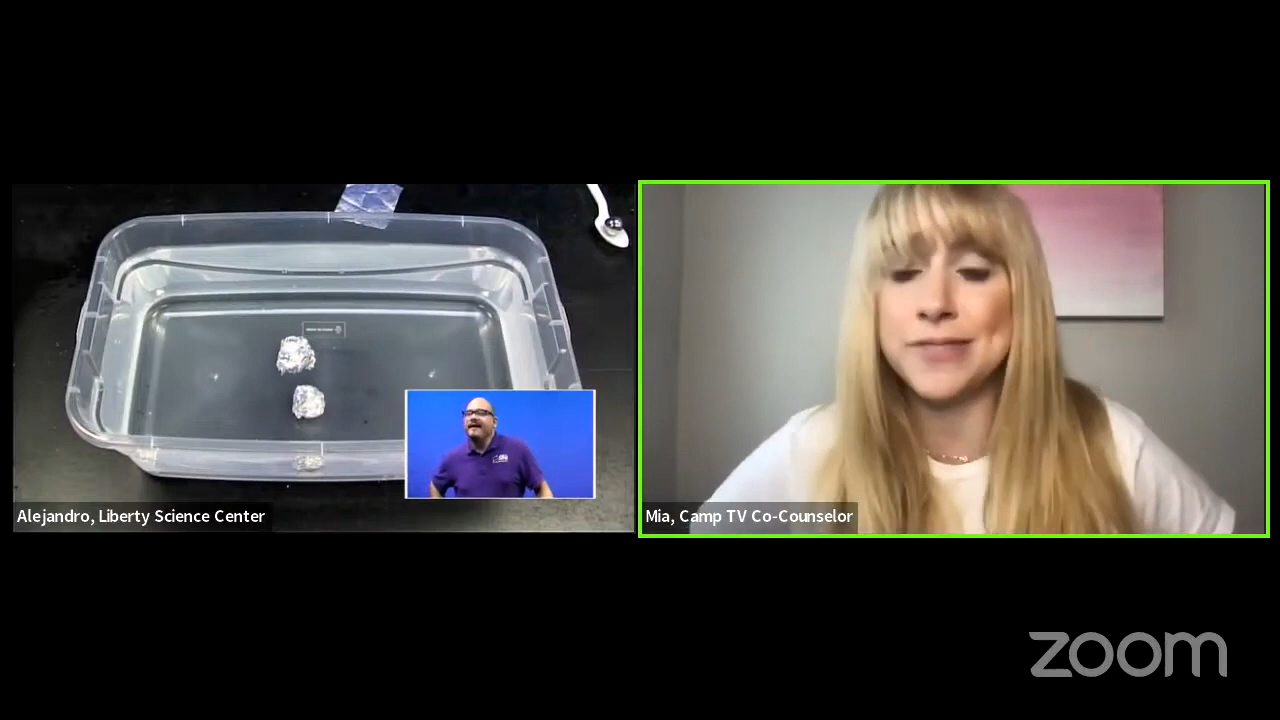 Alejandro, Liberty Science Center
Mia, Camp TV Co-Counselor
zoom